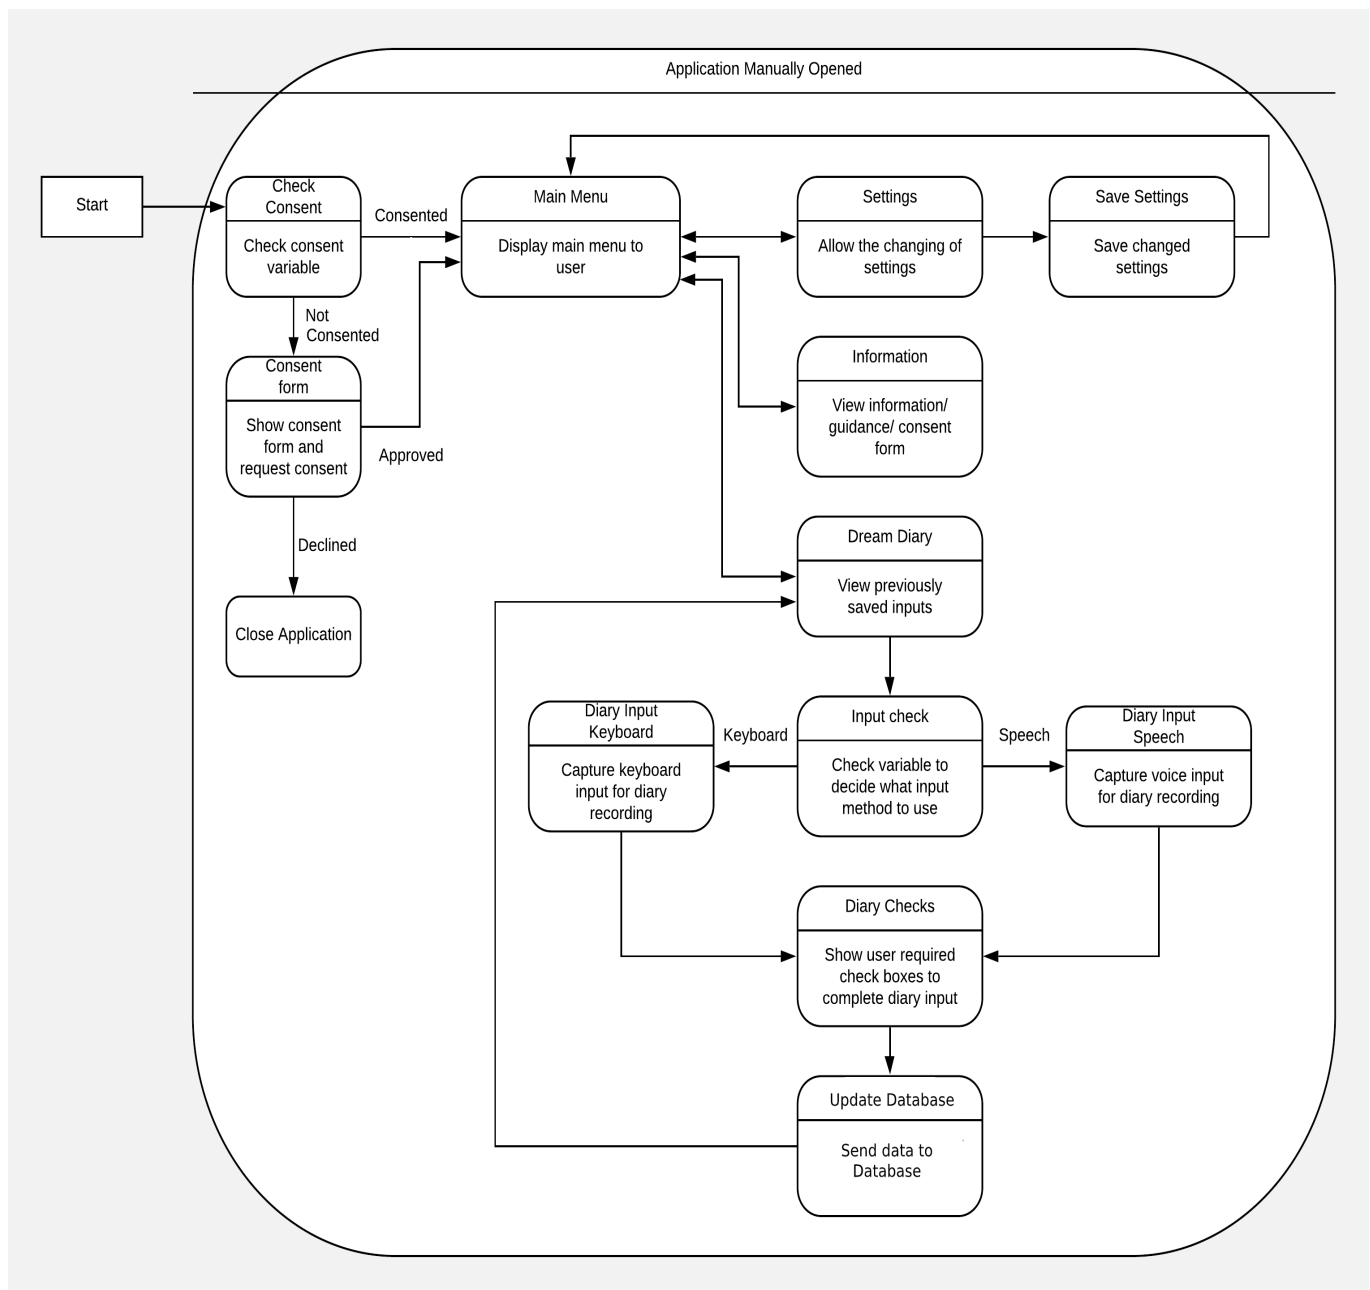 Application Manually Opened
Start
Check
Consent
Check consent
variable
Consented
Main Menu
Display main menu to
user
Settings
Allow the changing of
settings
Save Settings
Save changed
settings
Not
Consented
Consent
form
Show consent
form and
request consent
Approved
Information
View information/
guidance/ consent
form
Declined
Close Application
Dream Diary
View previously
saved inputs
Diary Input
Keyboard
Capture keyboard
input for diary
recording
Keyboard
Input check
Check variable to
decide what input
method to use
Speech
Diary Input
Speech
Capture voice input
for diary recording
Diary Checks
Show user required
check boxes to
complete diary input
Update Database
Send data to
Database